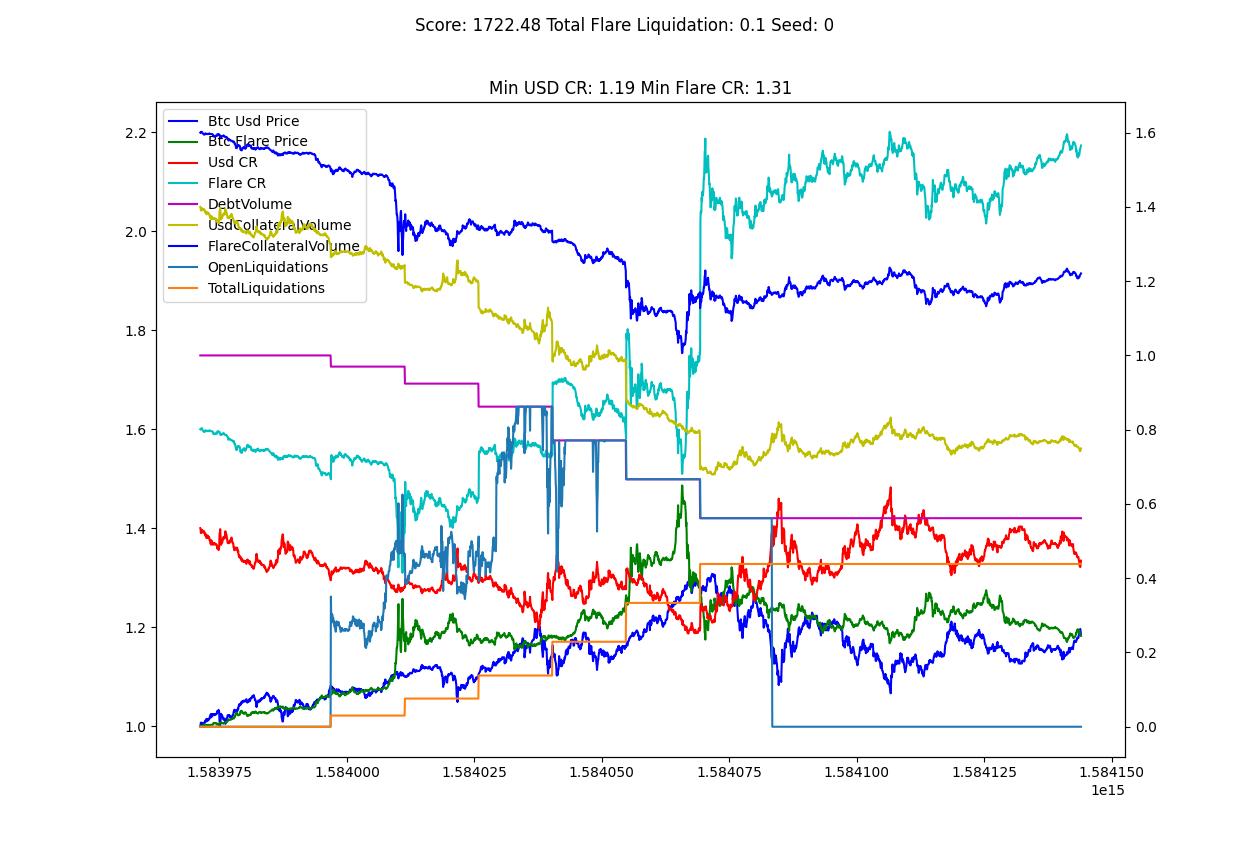 Score: 1722.48 Total Flare Liquidation: 0.1 Seed: 0
Min USD CR: 1.19 Min Flare CR: 1.31
Btc Usd Price
Btc Flare Price
Usd CR
Flare CR
DebtVolume
UsdCollateralVolume
FlareCollateralVolume
OpenLiquidations
TotalLiquidations
2.2
2.0
1.8
1.6
1.4
1.2
1.0
1.6
1.4
1.2
1.0
0.8
0.6
0.4
0.2
0.0
1.583975 1.584000 1.584025 1.584050 1.584075 1.584100 1.584125 1.584150
1e15